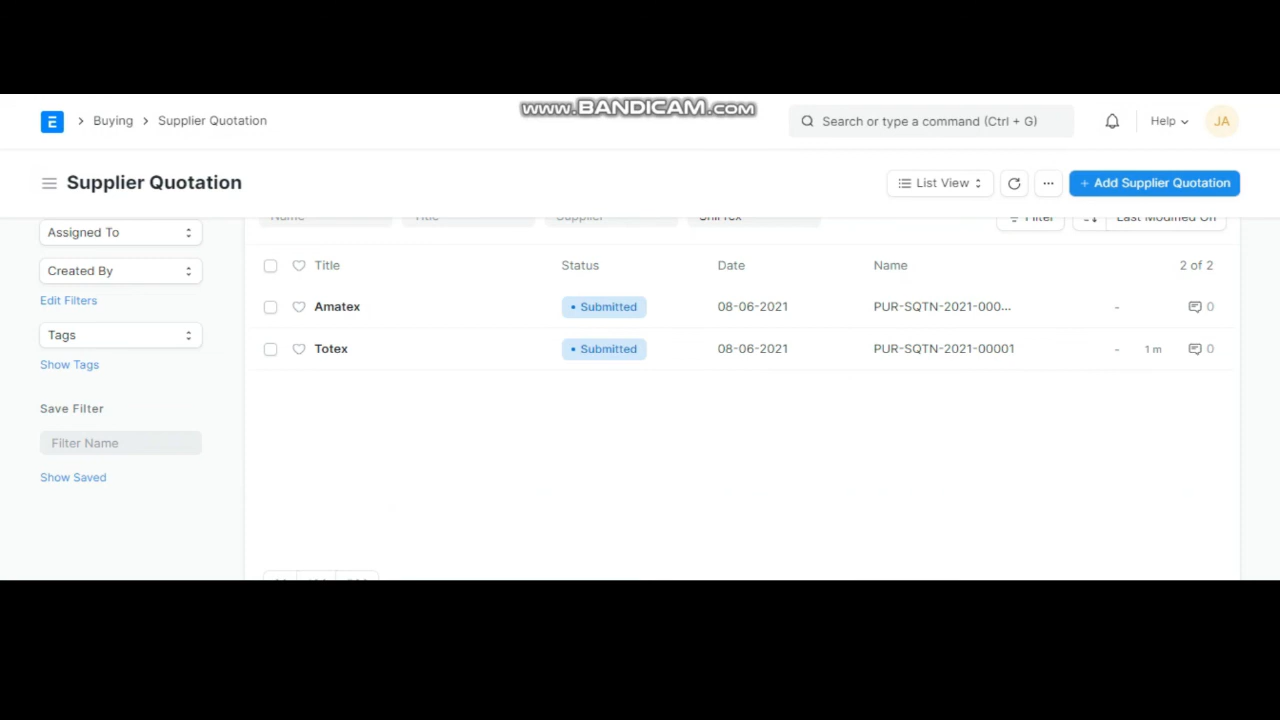 www.BANDICAM.com
E > Buying > Supplier Quotation
Search or type a command (Ctrl + G)
Help
JA
Supplier Quotation
List View
...
+ Add Supplier Quotation
Name
Title
Supplier
Filter
Last Modified On
Assigned To
Created By
Edit Filters
Tags
Show Tags
Save Filter
Filter Name
Show Saved
Title Status Date Name 2 of 2
Amatex • Submitted 08-06-2021 PUR-SQTN-2021-000... - 0
Totex • Submitted 08-06-2021 PUR-SQTN-2021-00001 - 1 m 0